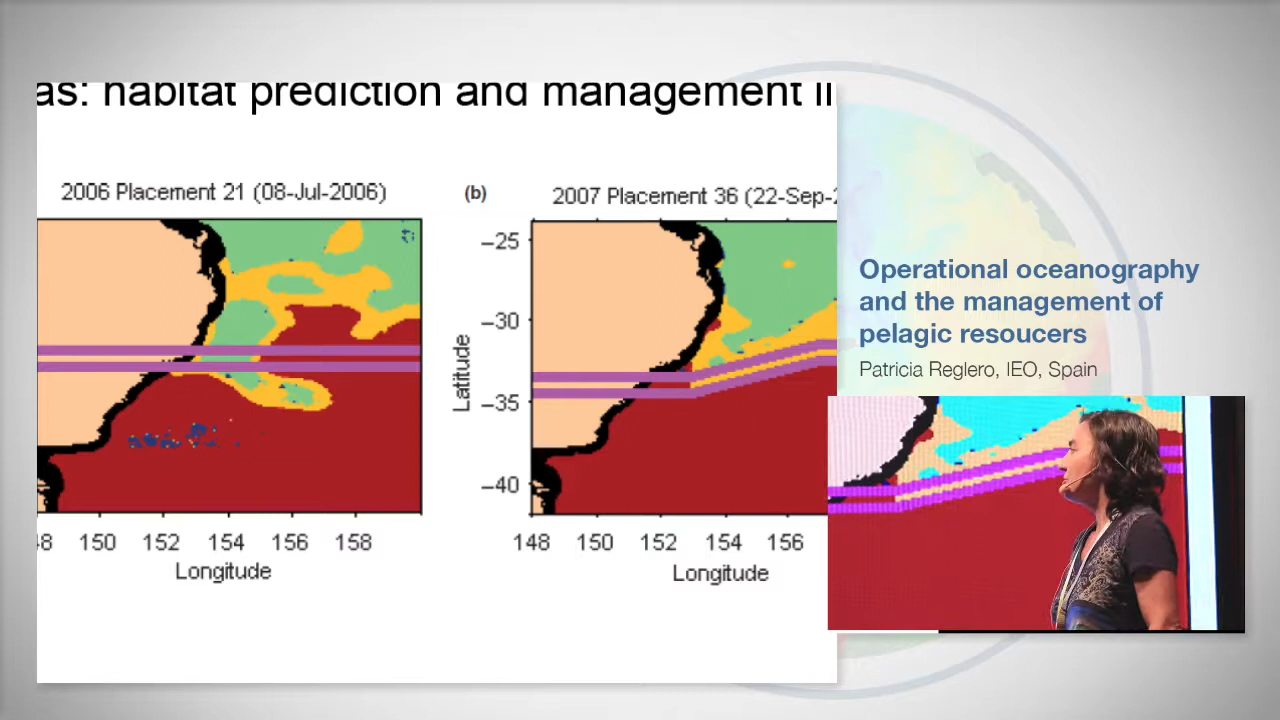 as: habitat prediction and management li
2006 Placement 21 (08-Jul-2006)
(b)
2007 Placement 36 (22-Sep-2
−25
−30
−35
−40
Latitude
48 150 152 154 156 158
Longitude
148 150 152 154 156
Longitude
Operational oceanography
and the management of
pelagic resoucers
Patricia Reglero, IEO, Spain